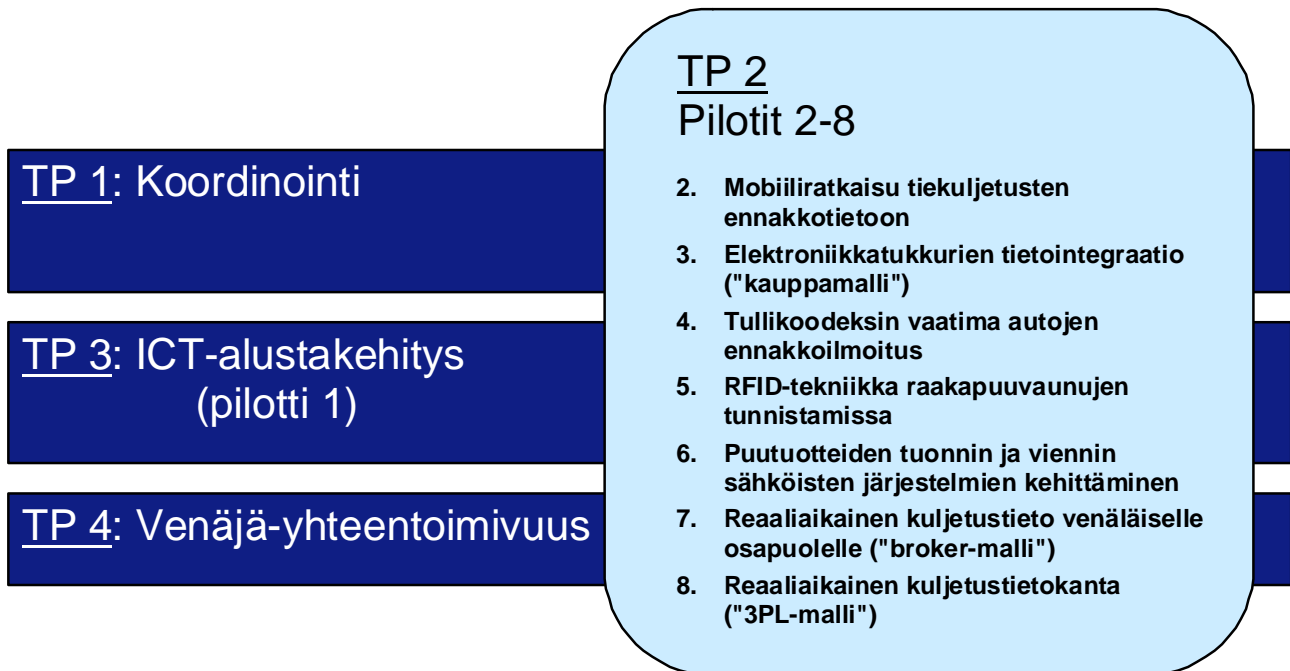 TP 1: Koordinointi
TP 3: ICT-alustakehitys
(pilotti 1)
TP 4: Venäjä-yhteentoimivuus
TP 2
Pilotit 2-8
2. Mobiiliratkaisu tiekuljetusten
ennakkotietoon
3. Elektroniikkatukkurien tietointegraatio
("kauppamalli")
4. Tullikoodeksin vaatima autojen
ennakkoilmoitus
5. RFID-tekniikka raakapuuvaunujen
tunnistamissa
6. Puutuotteiden tuonnin ja viennin
sähköisten järjestelmien kehittäminen
7. Reaaliaikainen kuljetustieto venäläiselle
osapuolelle ("broker-malli")
8. Reaaliaikainen kuljetustietokanta
("3PL-malli")